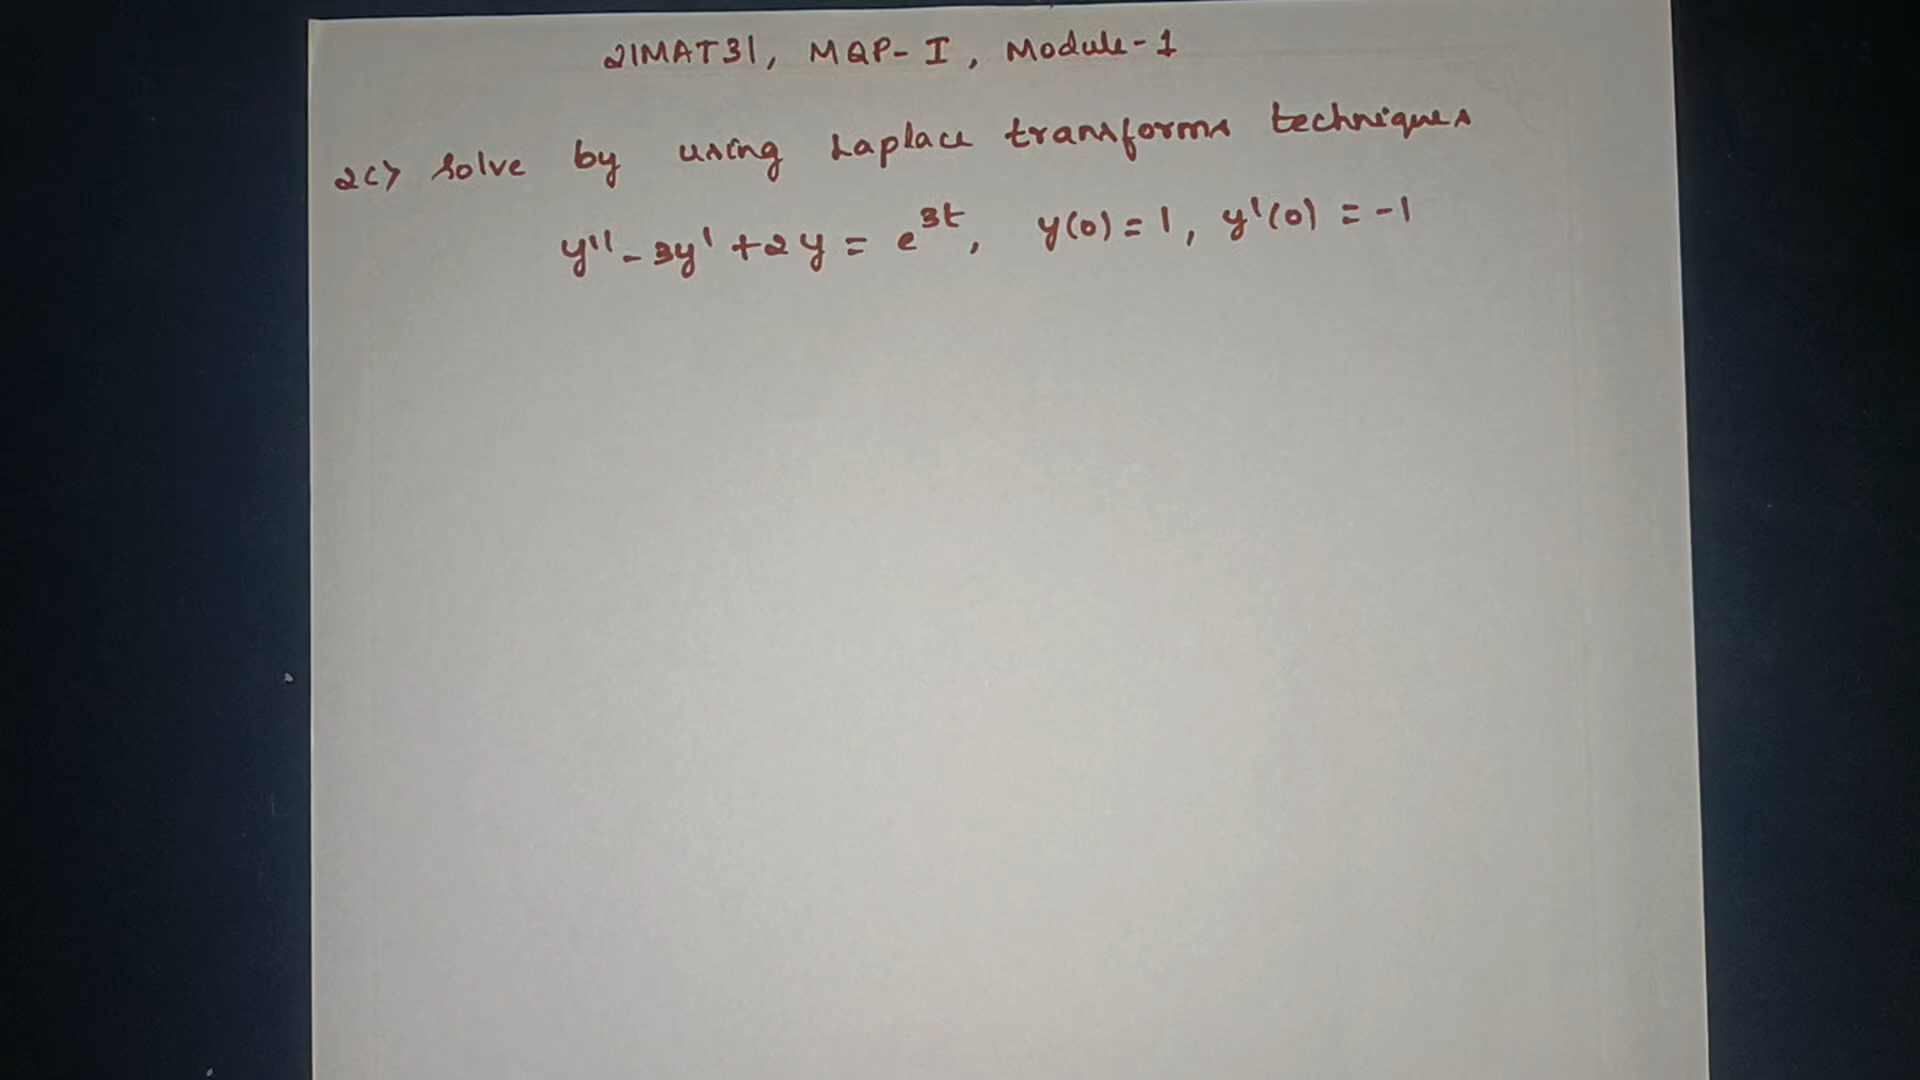 21MAT31, MQP-I, Module-1
2c> Solve by using Laplace transforms techniques
y'' - 3y' + 2y = e^3t, y(0) = 1, y'(0) = -1